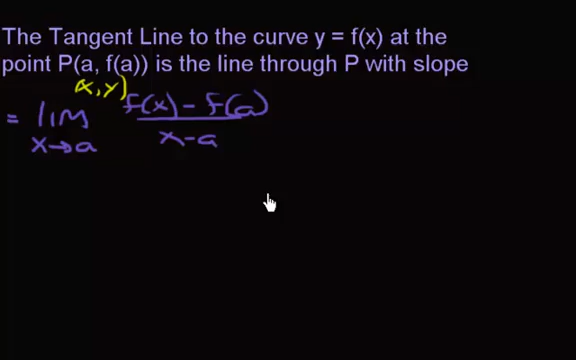 The Tangent Line to the curve y = f(x) at the
point P(a, f(a)) is the line through P with slope
(x, y)
= lim f(x) - f(a)
x→a x-a